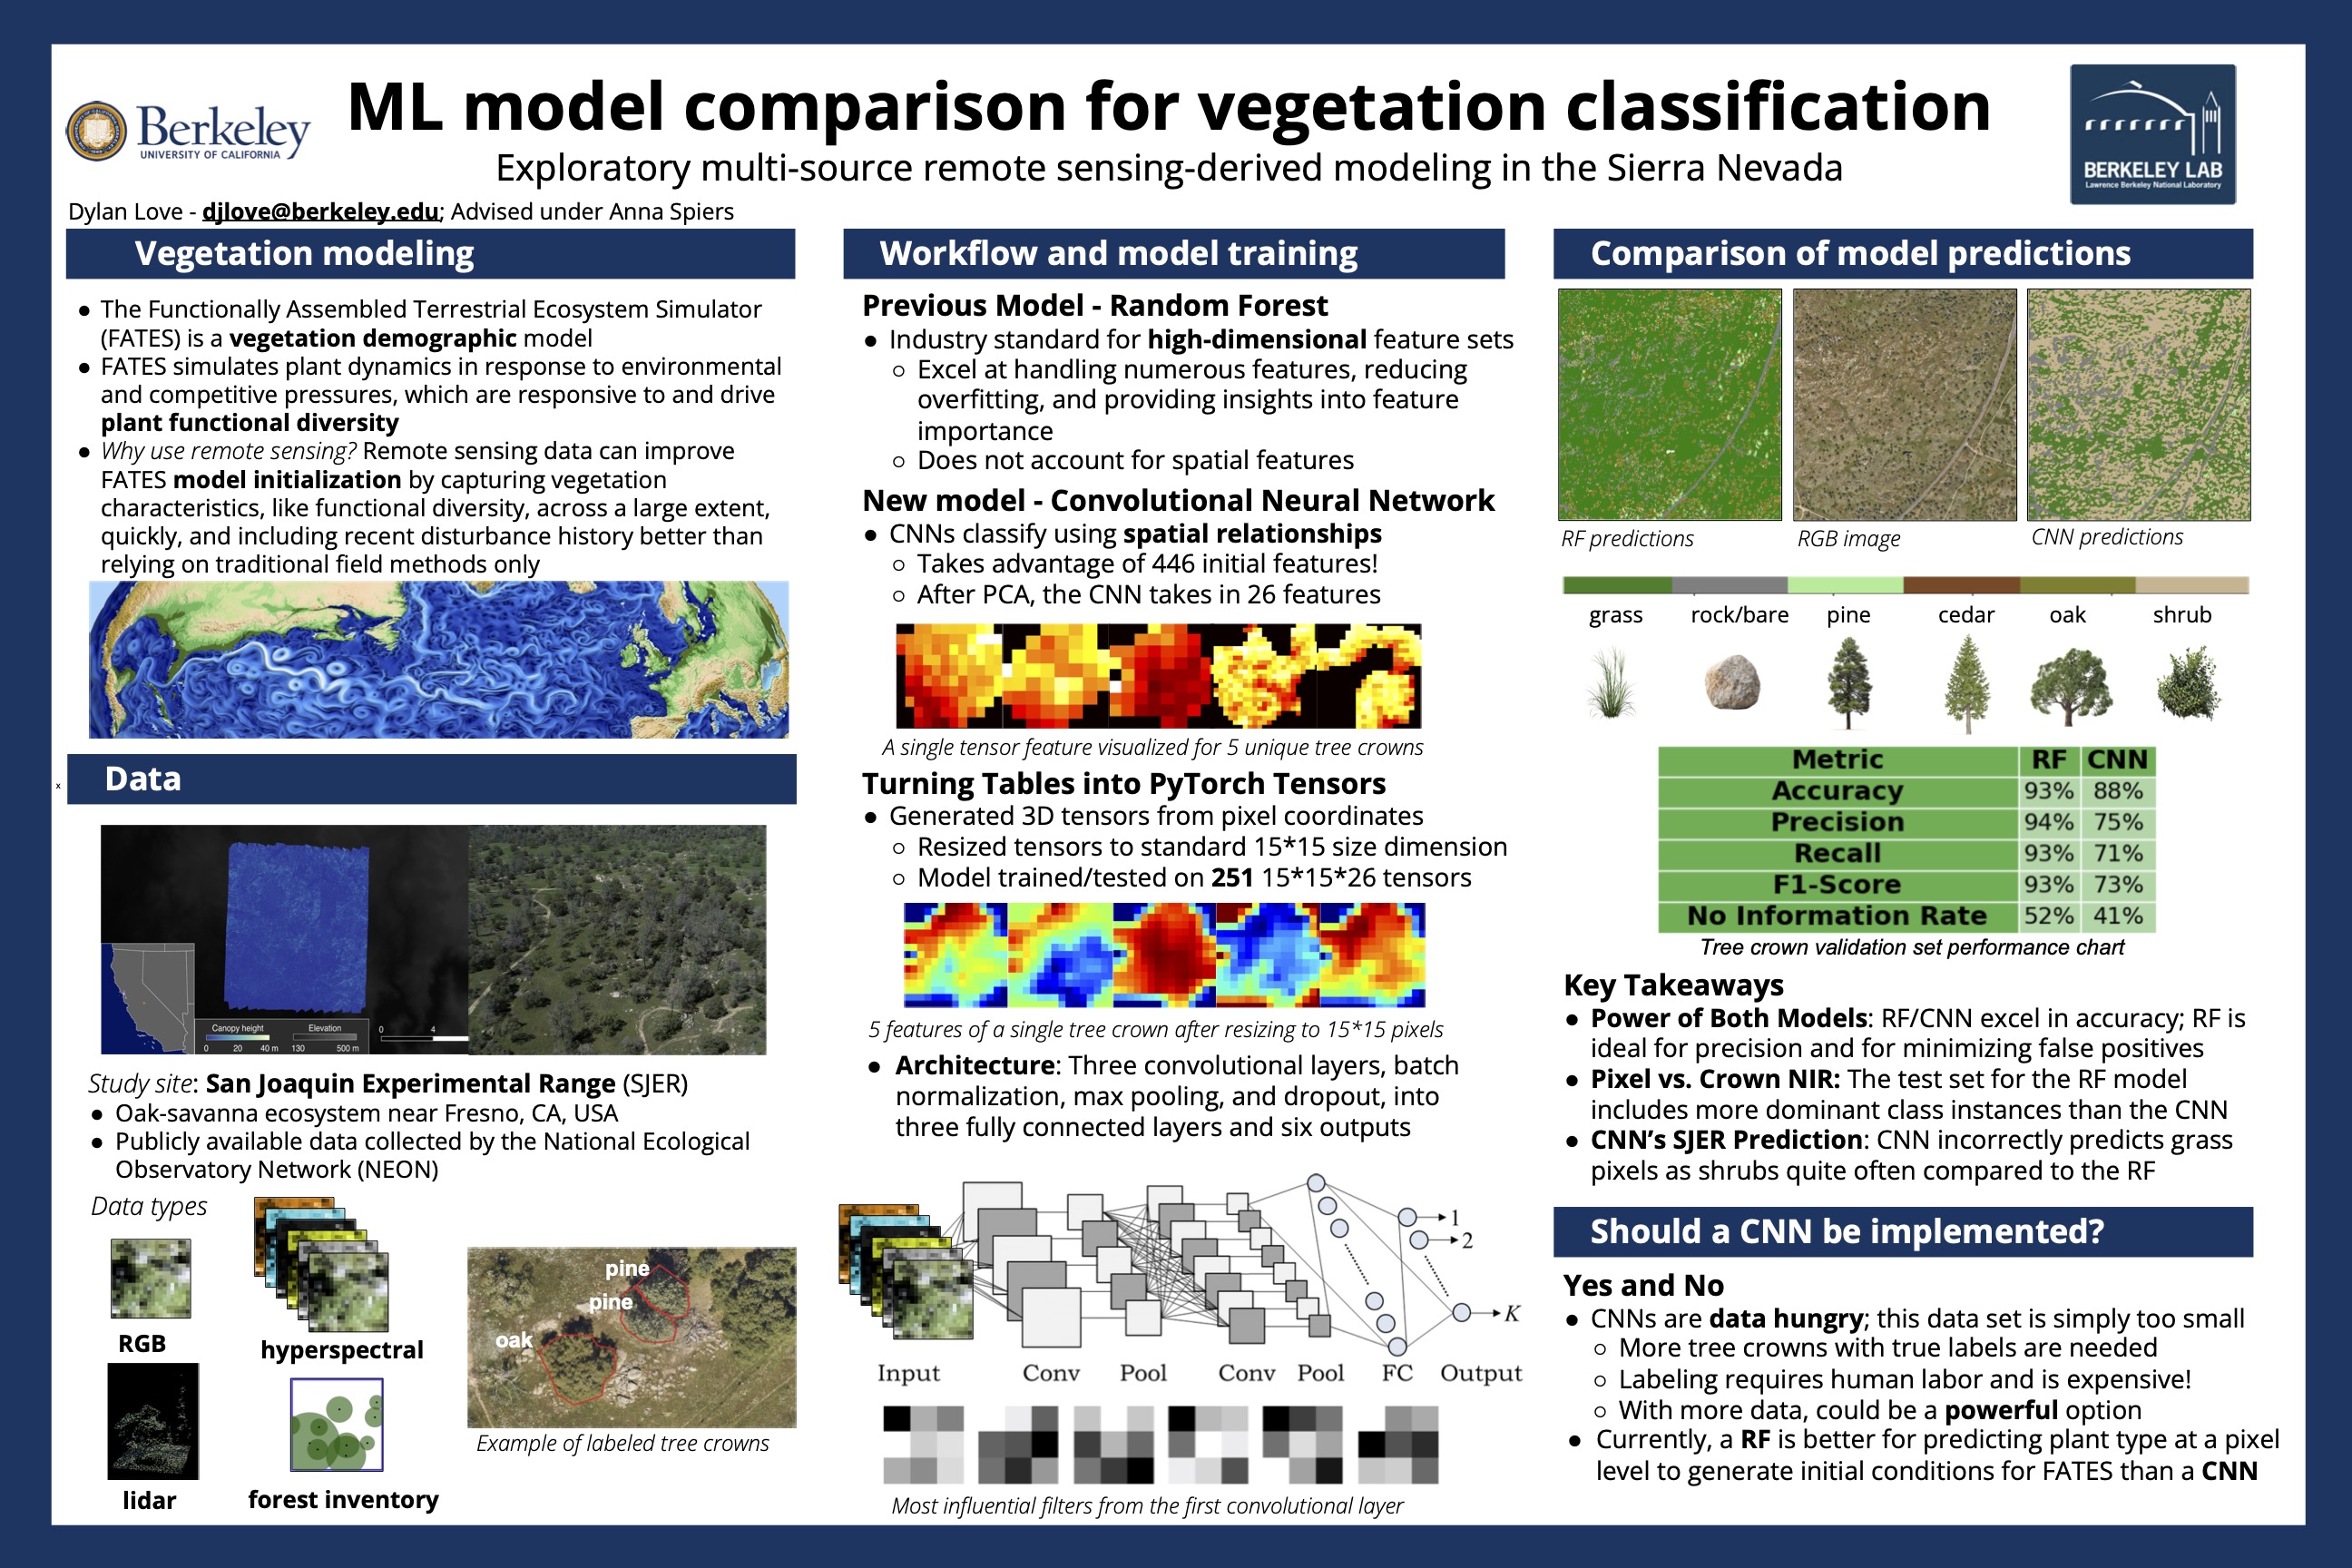 Berkeley
UNIVERSITY OF CALIFORNIA
ML model comparison for vegetation classification
Exploratory multi-source remote sensing-derived modeling in the Sierra Nevada
BERKELEY LAB
Lawrence Berkeley National Laboratory
Dylan Love - djlove@berkeley.edu; Advised under Anna Spiers
Vegetation modeling
● The Functionally Assembled Terrestrial Ecosystem Simulator
(FATES) is a vegetation demographic model
● FATES simulates plant dynamics in response to environmental
and competitive pressures, which are responsive to and drive
plant functional diversity
● Why use remote sensing? Remote sensing data can improve
FATES model initialization by capturing vegetation
characteristics, like functional diversity, across a large extent,
quickly, and including recent disturbance history better than
relying on traditional field methods only
x
Data
Canopy height
0 20 40 m
Elevation
130 500 m
0 4
Study site: San Joaquin Experimental Range (SJER)
● Oak-savanna ecosystem near Fresno, CA, USA
● Publicly available data collected by the National Ecological
Observatory Network (NEON)
Data types
RGB
hyperspectral
lidar
forest inventory
pine
pine
oak
Example of labeled tree crowns
Workflow and model training
Previous Model - Random Forest
● Industry standard for high-dimensional feature sets
○ Excel at handling numerous features, reducing
overfitting, and providing insights into feature
importance
○ Does not account for spatial features
New model - Convolutional Neural Network
● CNNs classify using spatial relationships
○ Takes advantage of 446 initial features!
○ After PCA, the CNN takes in 26 features
A single tensor feature visualized for 5 unique tree crowns
Turning Tables into PyTorch Tensors
● Generated 3D tensors from pixel coordinates
○ Resized tensors to standard 15*15 size dimension
○ Model trained/tested on 251 15*15*26 tensors
5 features of a single tree crown after resizing to 15*15 pixels
● Architecture: Three convolutional layers, batch
normalization, max pooling, and dropout, into
three fully connected layers and six outputs
1
2
K
Input Conv Pool Conv Pool FC Output
Most influential filters from the first convolutional layer
Comparison of model predictions
RF predictions
RGB image
CNN predictions
grass rock/bare pine cedar oak shrub
Metric RF CNN
Accuracy 93% 88%
Precision 94% 75%
Recall 93% 71%
F1-Score 93% 73%
No Information Rate 52% 41%
Tree crown validation set performance chart
Key Takeaways
● Power of Both Models: RF/CNN excel in accuracy; RF is
ideal for precision and for minimizing false positives
● Pixel vs. Crown NIR: The test set for the RF model
includes more dominant class instances than the CNN
● CNN’s SJER Prediction: CNN incorrectly predicts grass
pixels as shrubs quite often compared to the RF
Should a CNN be implemented?
Yes and No
● CNNs are data hungry; this data set is simply too small
○ More tree crowns with true labels are needed
○ Labeling requires human labor and is expensive!
○ With more data, could be a powerful option
● Currently, a RF is better for predicting plant type at a pixel
level to generate initial conditions for FATES than a CNN